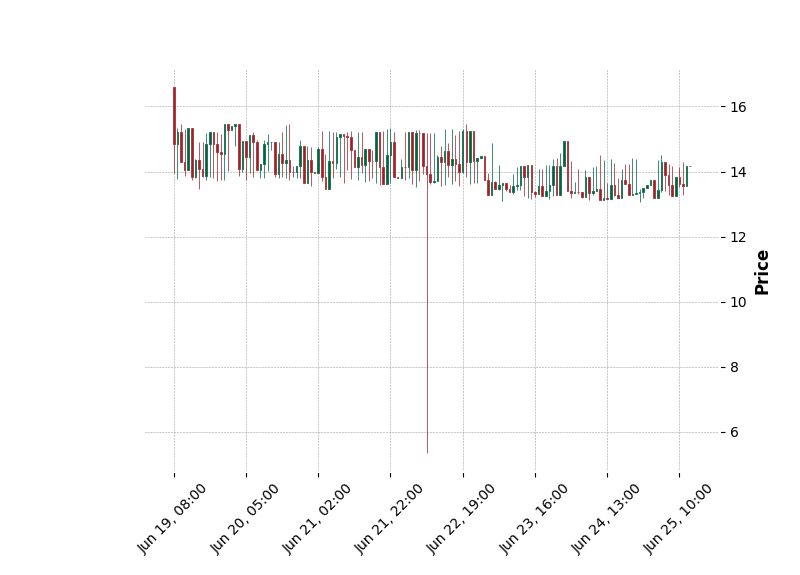 16
14
12
10
8
6
Price
Jun 19, 08:00
Jun 20, 05:00
Jun 21, 02:00
Jun 21, 22:00
Jun 22, 19:00
Jun 23, 16:00
Jun 24, 13:00
Jun 25, 10:00